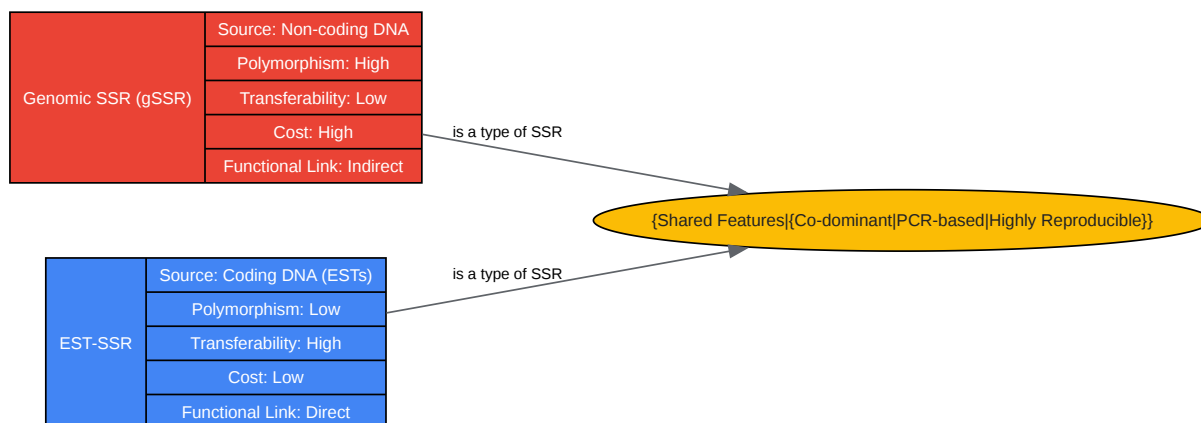 Genomic SSR (gSSR)
Source: Non-coding DNA
Polymorphism: High
Transferability: Low
Cost: High
Functional Link: Indirect
is a type of SSR
{Shared Features|{Co-dominant|PCR-based|Highly Reproducible}}
is a type of SSR
EST-SSR
Source: Coding DNA (ESTs)
Polymorphism: Low
Transferability: High
Cost: Low
Functional Link: Direct